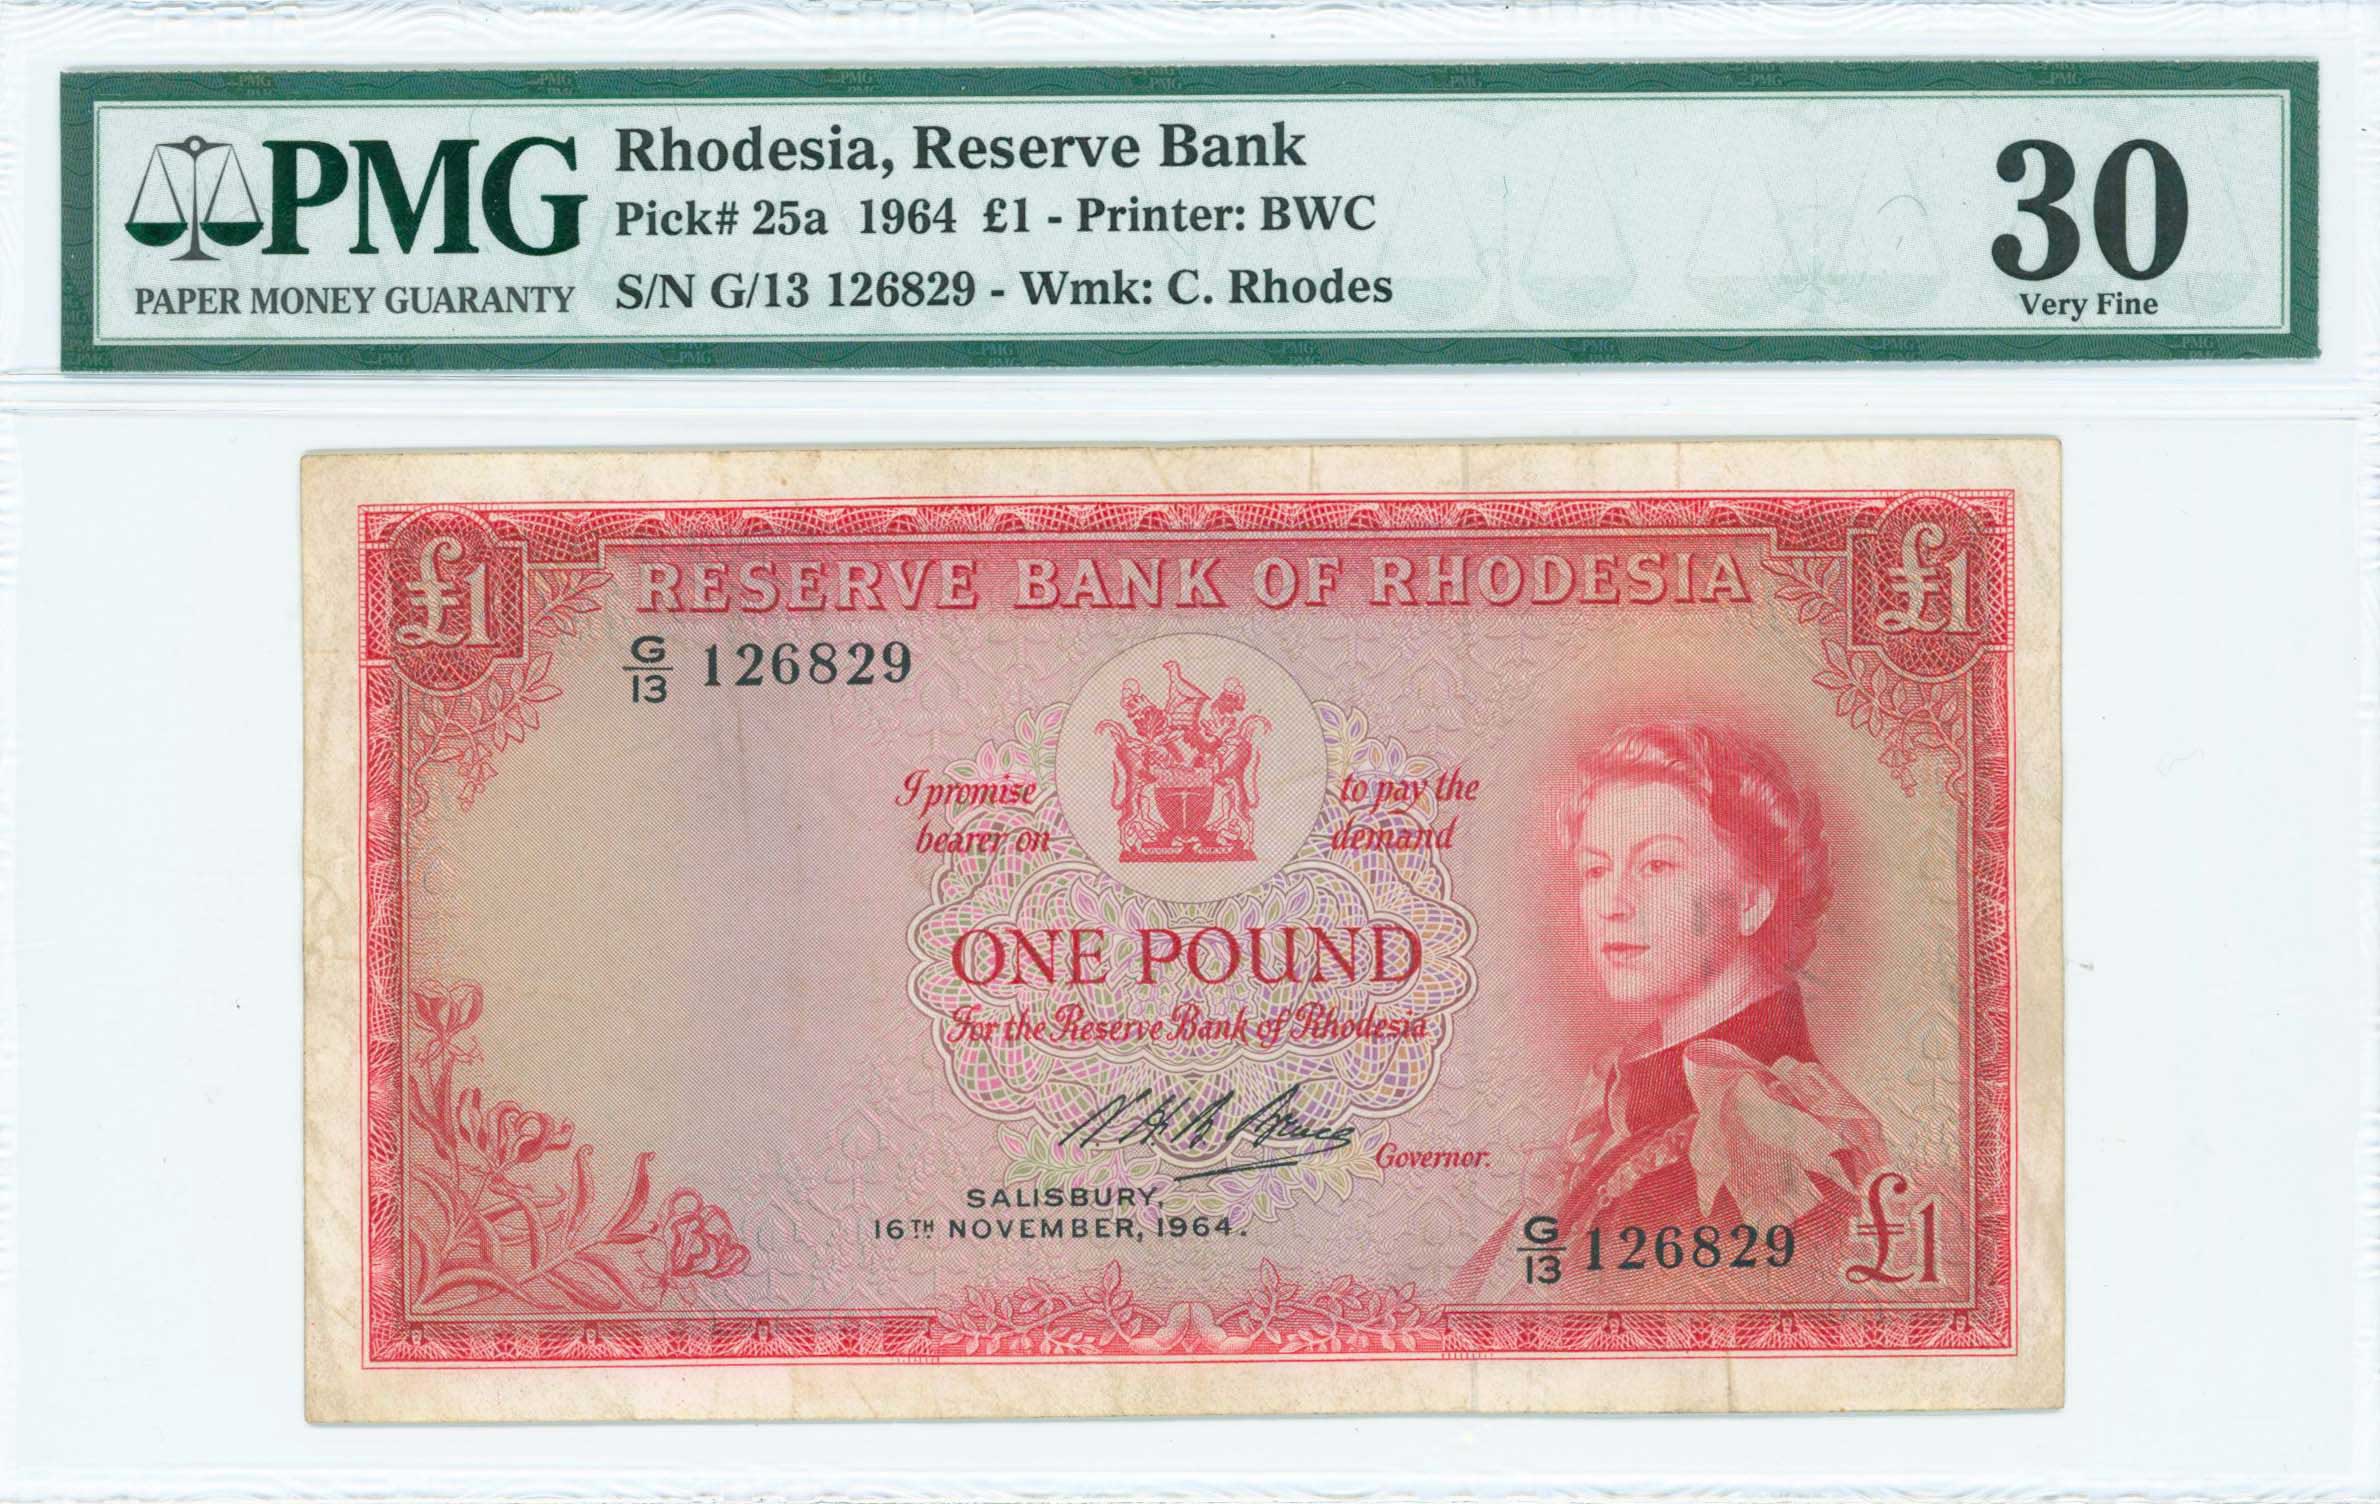 PMG
PAPER MONEY GUARANTY
Rhodesia, Reserve Bank
Pick# 25a 1964 £1 - Printer: BWC
S/N G/13 126829 - Wmk: C. Rhodes
30
Very Fine
£1
£1
RESERVE BANK OF RHODESIA
G/13 126829
I promise to pay the
bearer on demand
ONE POUND
For the Reserve Bank of Rhodesia
Governor.
SALISBURY,
16TH NOVEMBER, 1964.
G/13 126829
£1